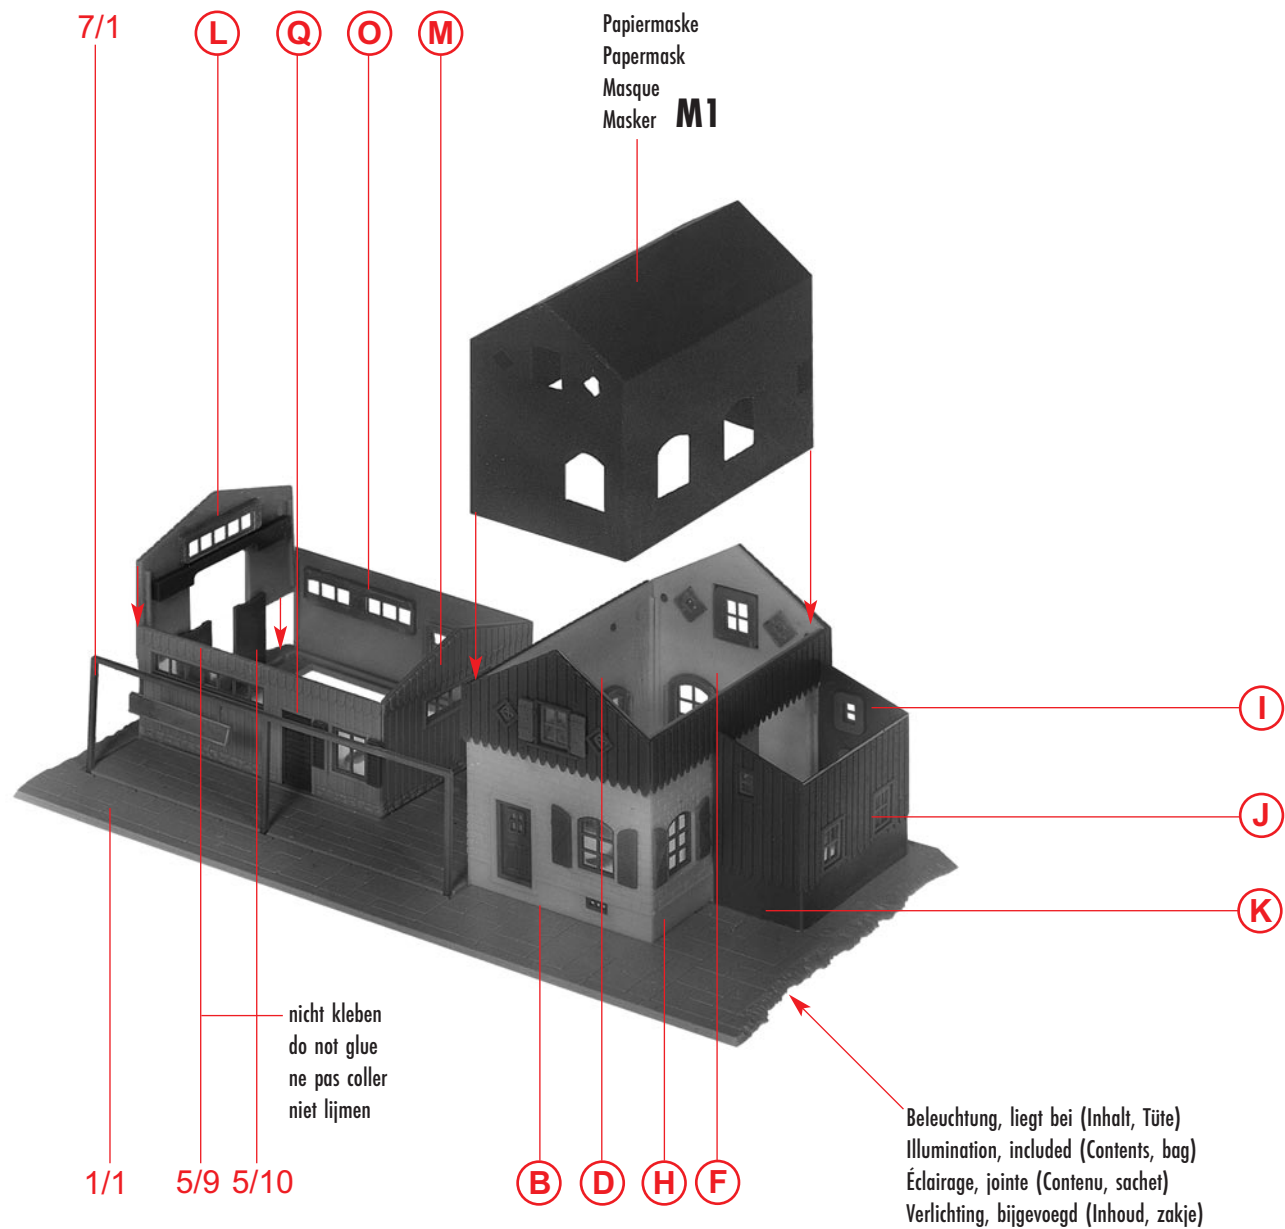 7/1
L
Q
O
M
Papiermaske
Papermask
Masque
Masker M1
I
J
K
nicht kleben
do not glue
ne pas coller
niet lijmen
1/1
5/9
5/10
B
D
H
F
Beleuchtung, liegt bei (Inhalt, Tüte)
Illumination, included (Contents, bag)
Éclairage, jointe (Contenu, sachet)
Verlichting, bijgevoegd (Inhoud, zakje)